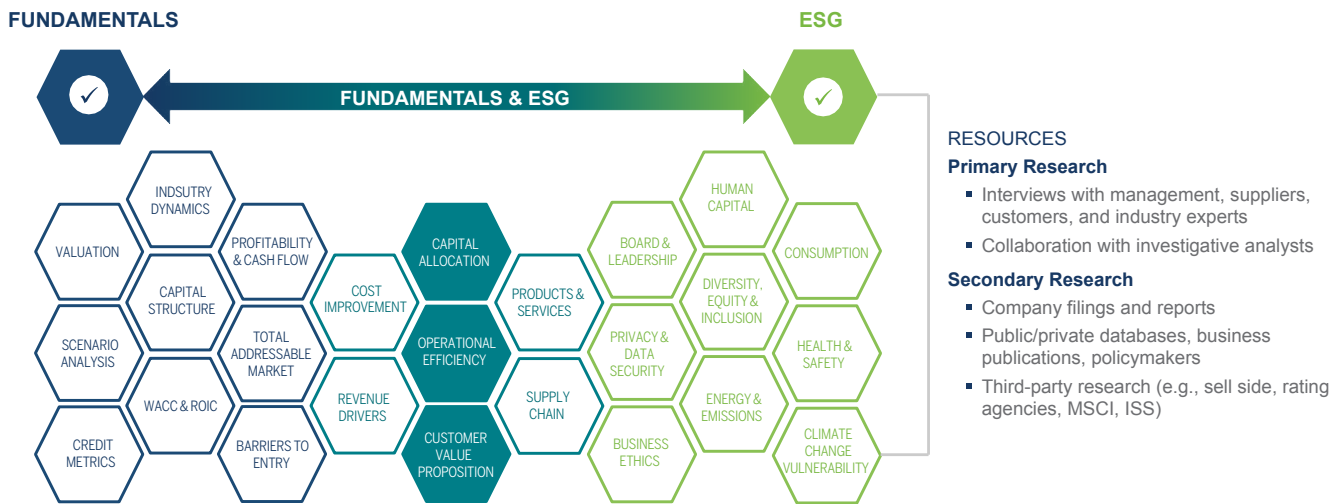 FUNDAMENTALS
ESG
FUNDAMENTALS & ESG
INDSUTRY
DYNAMICS
VALUATION
PROFITABILITY
& CASH FLOW
CAPITAL
STRUCTURE
SCENARIO
ANALYSIS
TOTAL
ADDRESSABLE
MARKET
WACC & ROIC
CREDIT
METRICS
BARRIERS TO
ENTRY
COST
IMPROVEMENT
REVENUE
DRIVERS
CAPITAL
ALLOCATION
OPERATIONAL
EFFICIENCY
CUSTOMER
VALUE
PROPOSITION
PRODUCTS &
SERVICES
SUPPLY
CHAIN
HUMAN
CAPITAL
BOARD &
LEADERSHIP
CONSUMPTION
DIVERSITY,
EQUITY &
INCLUSION
PRIVACY &
DATA
SECURITY
HEALTH &
SAFETY
ENERGY &
EMISSIONS
BUSINESS
ETHICS
CLIMATE
CHANGE
VULNERABILITY
RESOURCES
Primary Research
▪ Interviews with management, suppliers,
customers, and industry experts
▪ Collaboration with investigative analysts
Secondary Research
▪ Company filings and reports
▪ Public/private databases, business
publications, policymakers
▪ Third-party research (e.g., sell side, rating
agencies, MSCI, ISS)